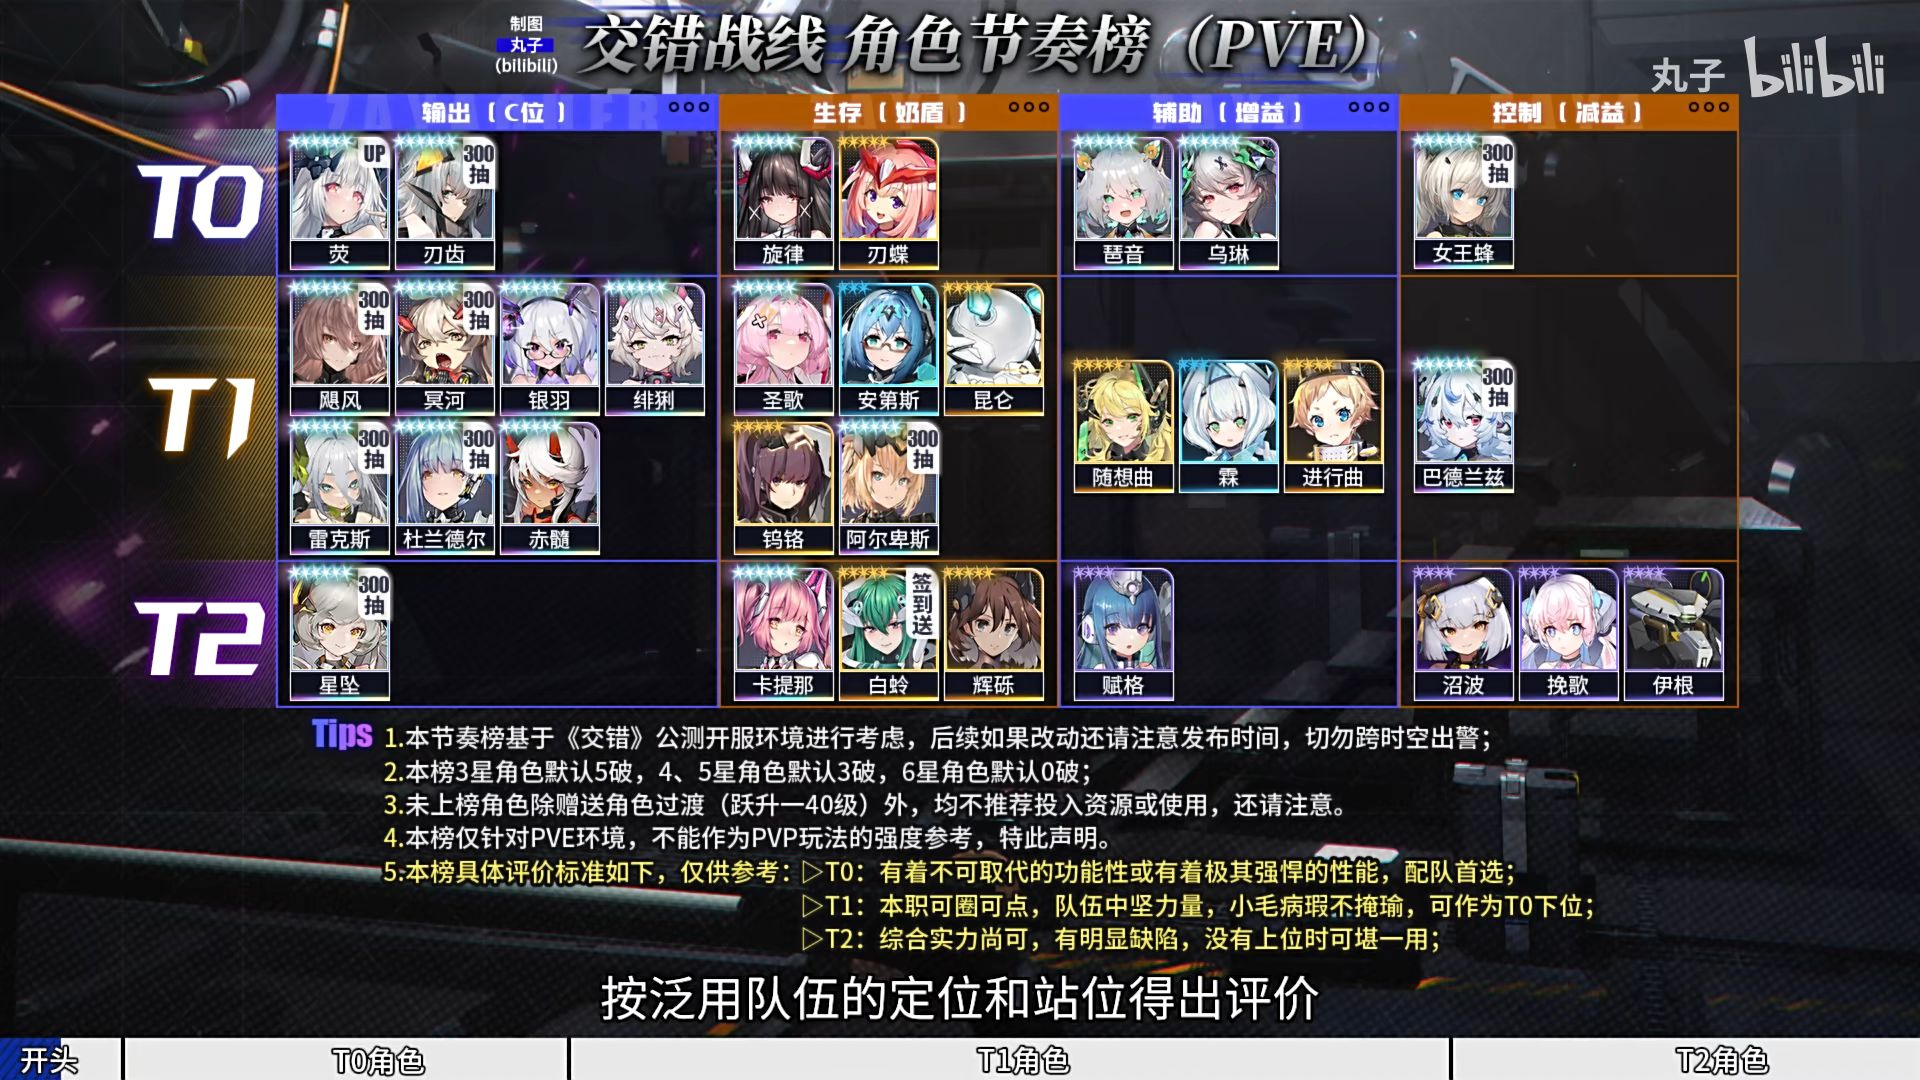 制图
丸子
(bilibili)
交错战线 角色节奏榜（PVE）
丸子 bilibili
输出（C位） 生存（奶盾） 辅助（增益） 控制（减益）
T0
UP 300抽 300抽
荧 刃齿 旋律 刃蝶 琶音 乌琳 女王蜂
T1
300抽 300抽
飓风 冥河 银羽 绯猁 圣歌 安第斯 昆仑
300抽
随想曲 霖 进行曲 巴德兰兹
300抽 300抽 300抽
雷克斯 杜兰德尔 赤髓 钨铬 阿尔卑斯
T2
300抽 签到送
星坠 卡提那 白蛉 辉砾 赋格 沼波 挽歌 伊根
Tips
1.本节奏榜基于《交错》公测开服环境进行考虑，后续如果改动还请注意发布时间，切勿跨时空出警；
2.本榜3星角色默认5破，4、5星角色默认3破，6星角色默认0破；
3.未上榜角色除赠送角色过渡（跃升一40级）外，均不推荐投入资源或使用，还请注意。
4.本榜仅针对PVE环境，不能作为PVP玩法的强度参考，特此声明。
5.本榜具体评价标准如下，仅供参考：▷T0：有着不可取代的功能性或有着极其强悍的性能，配队首选；
▷T1：本职可圈可点，队伍中坚力量，小毛病瑕不掩瑜，可作为T0下位；
▷T2：综合实力尚可，有明显缺陷，没有上位时可堪一用；
按泛用队伍的定位和站位得出评价
开头 T0角色 T1角色 T2角色